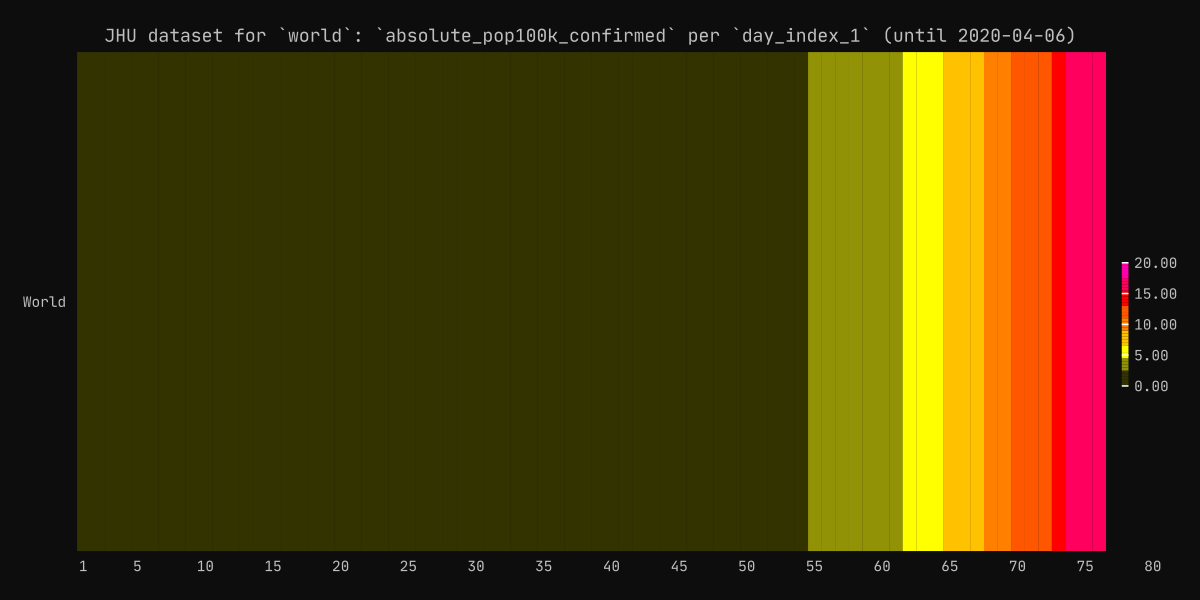 JHU dataset for `world`: `absolute_pop100k_confirmed` per `day_index_1` (until 2020-04-06)
World
20.00
15.00
10.00
5.00
0.00
1 5 10 15 20 25 30 35 40 45 50 55 60 65 70 75 80